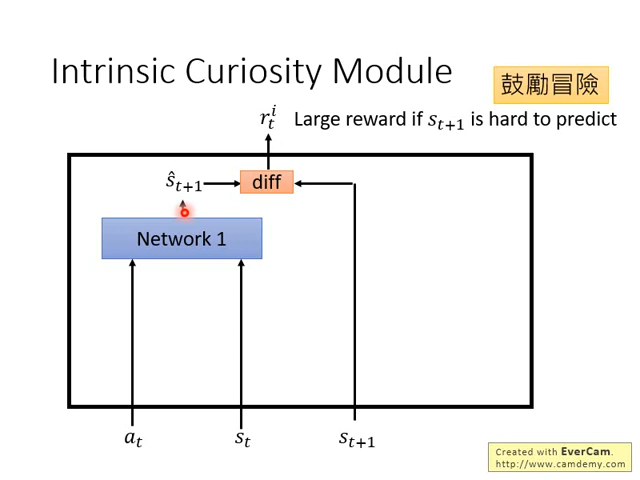 Intrinsic Curiosity Module
鼓勵冒險
r_t^i Large reward if s_{t+1} is hard to predict
ŝ_{t+1}
diff
Network 1
a_t
s_t
s_{t+1}
Created with EverCam.
http://www.camdemy.com